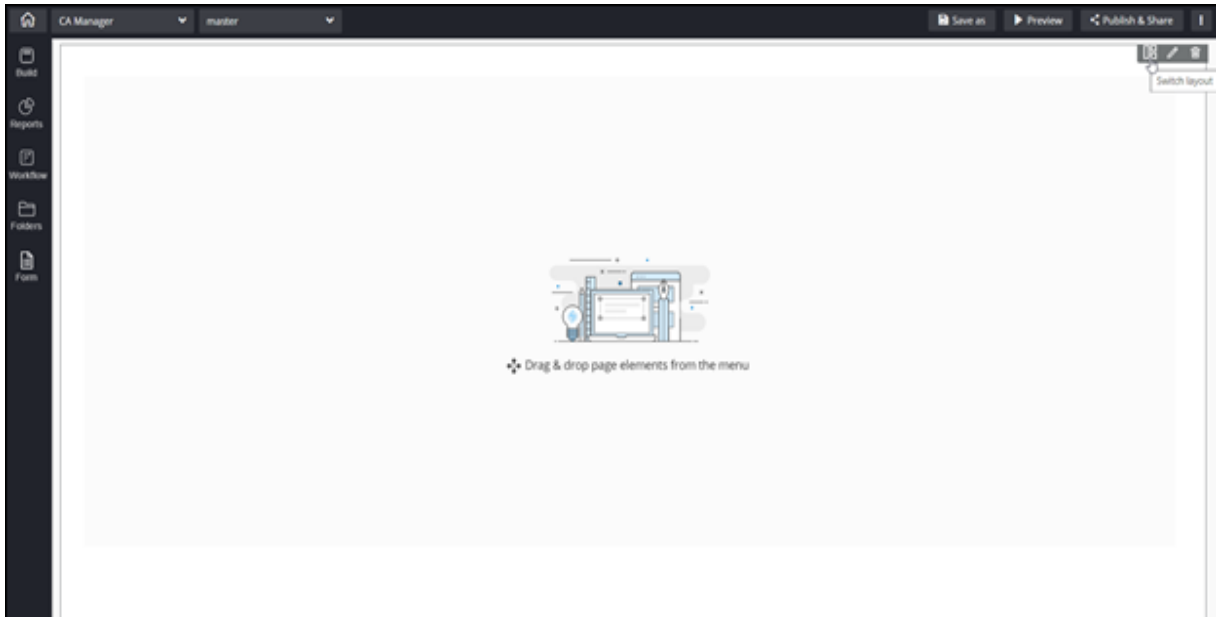 CA Manager
master
Save as
Preview
Publish & Share
Build
Reports
Workflow
Folders
Form
Switch layout
Drag & drop page elements from the menu